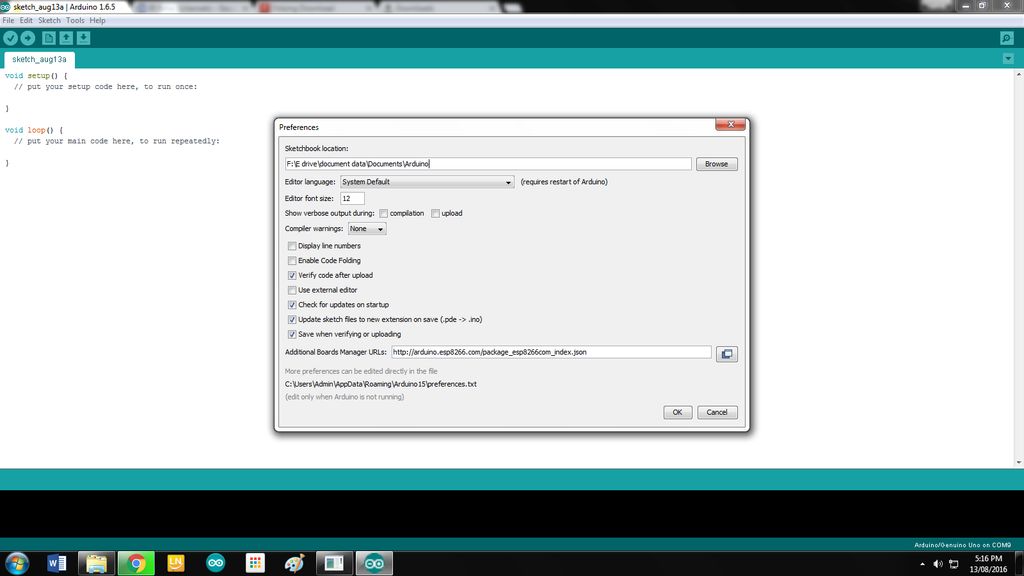 sketch_aug13a | Arduino 1.6.5
File Edit Sketch Tools Help
sketch_aug13a
void setup() {
// put your setup code here, to run once:
}
void loop() {
// put your main code here, to run repeatedly:
}
Preferences
Sketchbook location:
F:\E drive\document data\Documents\Arduino
Browse
Editor language: System Default (requires restart of Arduino)
Editor font size: 12
Show verbose output during: compilation upload
Compiler warnings: None
Display line numbers
Enable Code Folding
Verify code after upload
Use external editor
Check for updates on startup
Update sketch files to new extension on save (.pde -> .ino)
Save when verifying or uploading
Additional Boards Manager URLs: http://arduino.esp8266.com/package_esp8266com_index.json
More preferences can be edited directly in the file
C:\Users\Admin\AppData\Roaming\Arduino15\preferences.txt
(edit only when Arduino is not running)
OK Cancel
Arduino/Genuino Uno on COM9
LN
5:16 PM
13/08/2016